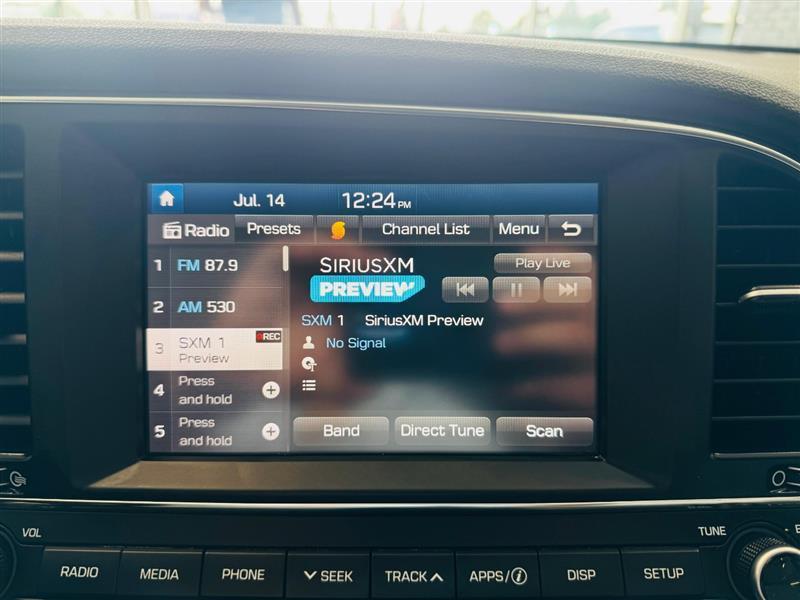 Jul. 14 12:24 PM
Radio Presets Channel List Menu
1 FM 87.9
2 AM 530
3 SXM 1 REC
Preview
4 Press
and hold
5 Press
and hold
SIRIUSXM
PREVIEW
Play Live
SXM 1 SiriusXM Preview
No Signal
Band Direct Tune Scan
VOL
TUNE
RADIO MEDIA PHONE SEEK TRACK APPS/i DISP SETUP